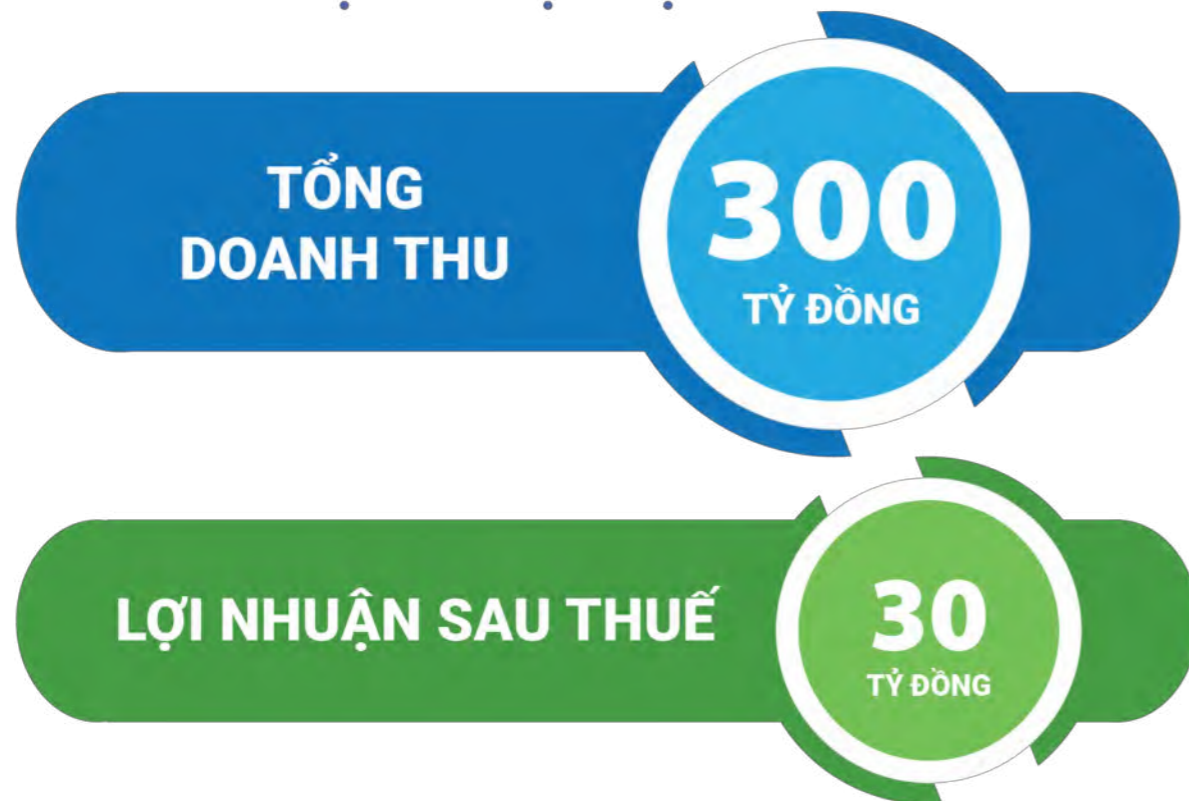 TỔNG
DOANH THU
300
TỶ ĐỒNG
LỢI NHUẬN SAU THUẾ
30
TỶ ĐỒNG